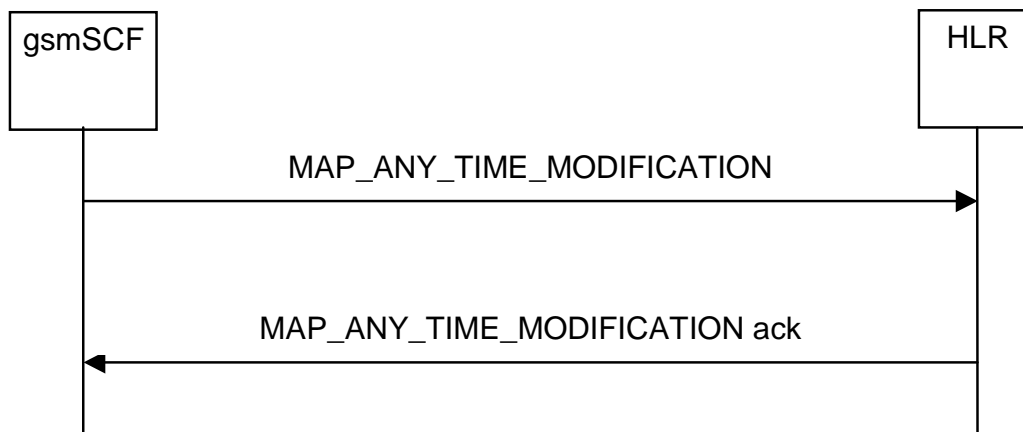 gsmSCF
HLR
MAP_ANY_TIME_MODIFICATION
MAP_ANY_TIME_MODIFICATION ack